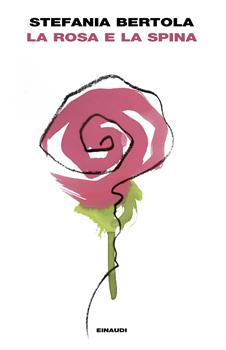 STEFANIA BERTOLA
LA ROSA E LA SPINA
EINAUDI